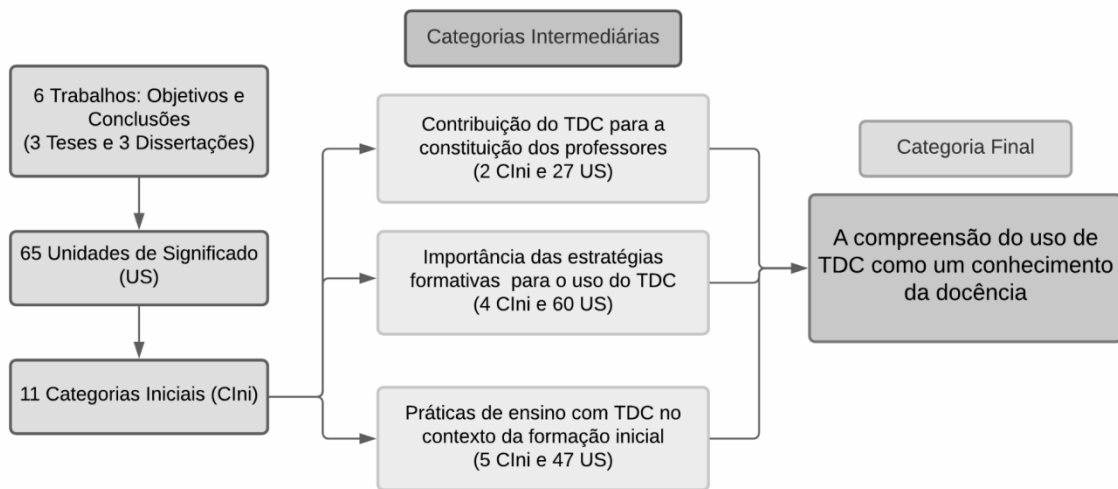 6 Trabalhos: Objetivos e
Conclusões
(3 Teses e 3 Dissertações)
65 Unidades de Significado
(US)
11 Categorias Iniciais (CIni)
Categorias Intermediárias
Contribuição do TDC para a
constituição dos professores
(2 CIni e 27 US)
Importância das estratégias
formativas para o uso do TDC
(4 CIni e 60 US)
Práticas de ensino com TDC no
contexto da formação inicial
(5 CIni e 47 US)
Categoria Final
A compreensão do uso de
TDC como um conhecimento
da docência